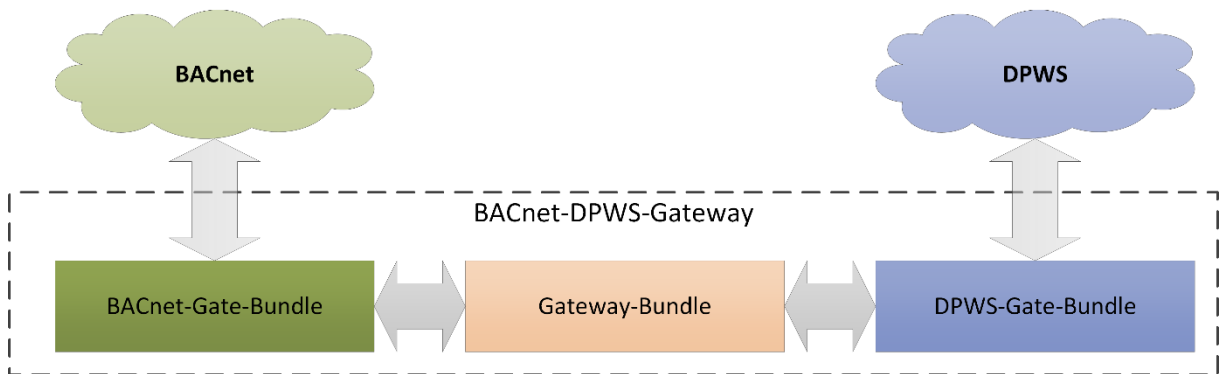 BACnet
DPWS
BACnet-DPWS-Gateway
BACnet-Gate-Bundle
Gateway-Bundle
DPWS-Gate-Bundle